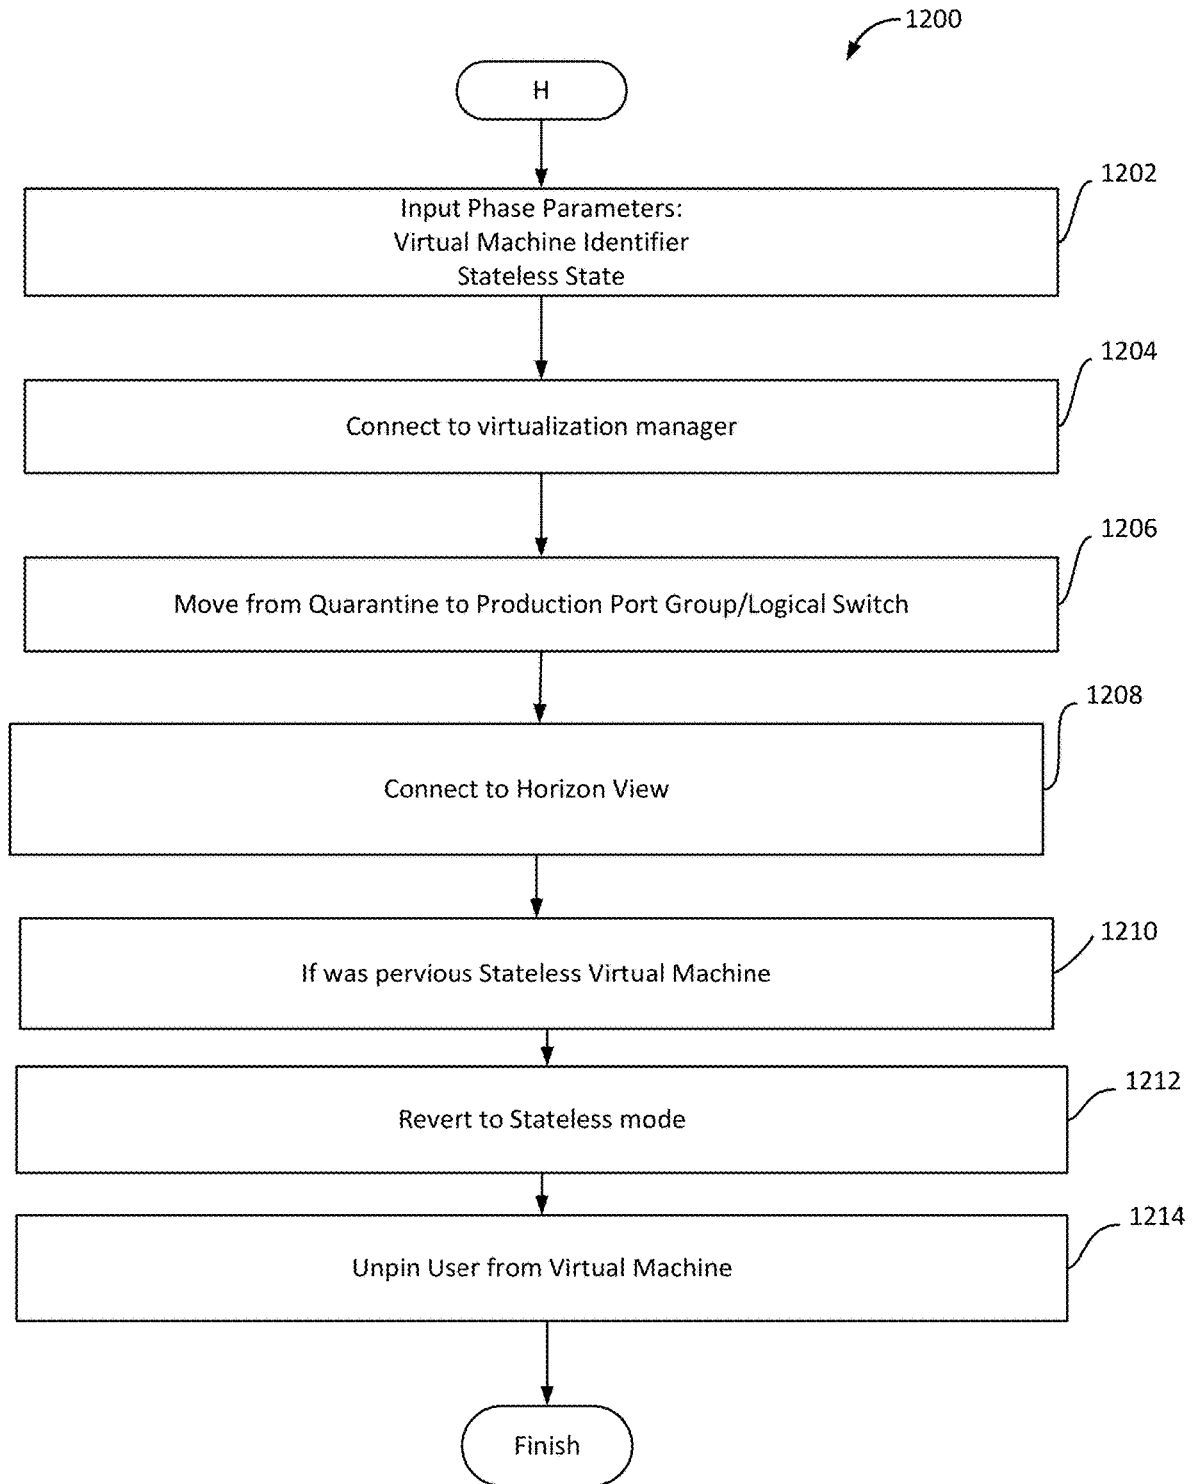 1200
H
1202
Input Phase Parameters:
Virtual Machine Identifier
Stateless State
1204
Connect to virtualization manager
1206
Move from Quarantine to Production Port Group/Logical Switch
1208
Connect to Horizon View
1210
If was pervious Stateless Virtual Machine
1212
Revert to Stateless mode
1214
Unpin User from Virtual Machine
Finish